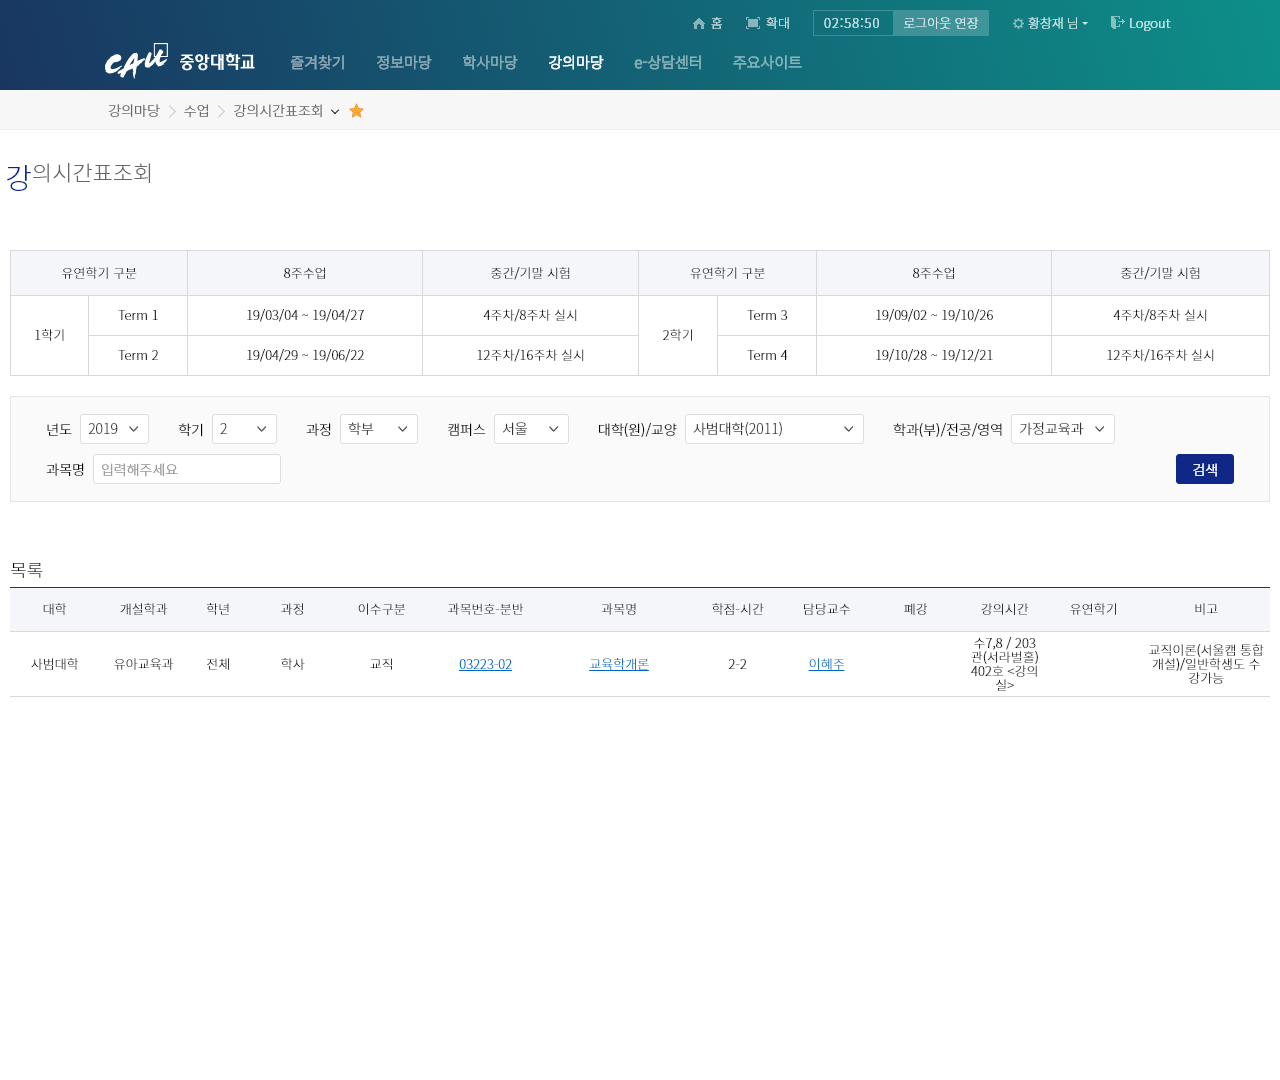 홈 확대 02:58:50 로그아웃 연장 황창재 님 Logout
CAU 중앙대학교 즐겨찾기 정보마당 학사마당 강의마당 e-상담센터 주요사이트
강의마당 수업 강의시간표조회
강의시간표조회
유연학기 구분 8주수업 중간/기말 시험 유연학기 구분 8주수업 중간/기말 시험
1학기 Term 1 19/03/04 ~ 19/04/27 4주차/8주차 실시 2학기 Term 3 19/09/02 ~ 19/10/26 4주차/8주차 실시
Term 2 19/04/29 ~ 19/06/22 12주차/16주차 실시 Term 4 19/10/28 ~ 19/12/21 12주차/16주차 실시
년도 2019 학기 2 과정 학부 캠퍼스 서울 대학(원)/교양 사범대학(2011) 학과(부)/전공/영역 가정교육과
과목명 입력해주세요 검색
목록
대학 개설학과 학년 과정 이수구분 과목번호-분반 과목명 학점-시간 담당교수 폐강 강의시간 유연학기 비고
사범대학 유아교육과 전체 학사 교직 03223-02 교육학개론 2-2 이혜주
수7,8 / 203
관(서라벌홀)
402호 <강의
실>
교직이론(서울캠 통합
개설)/일반학생도 수
강가능